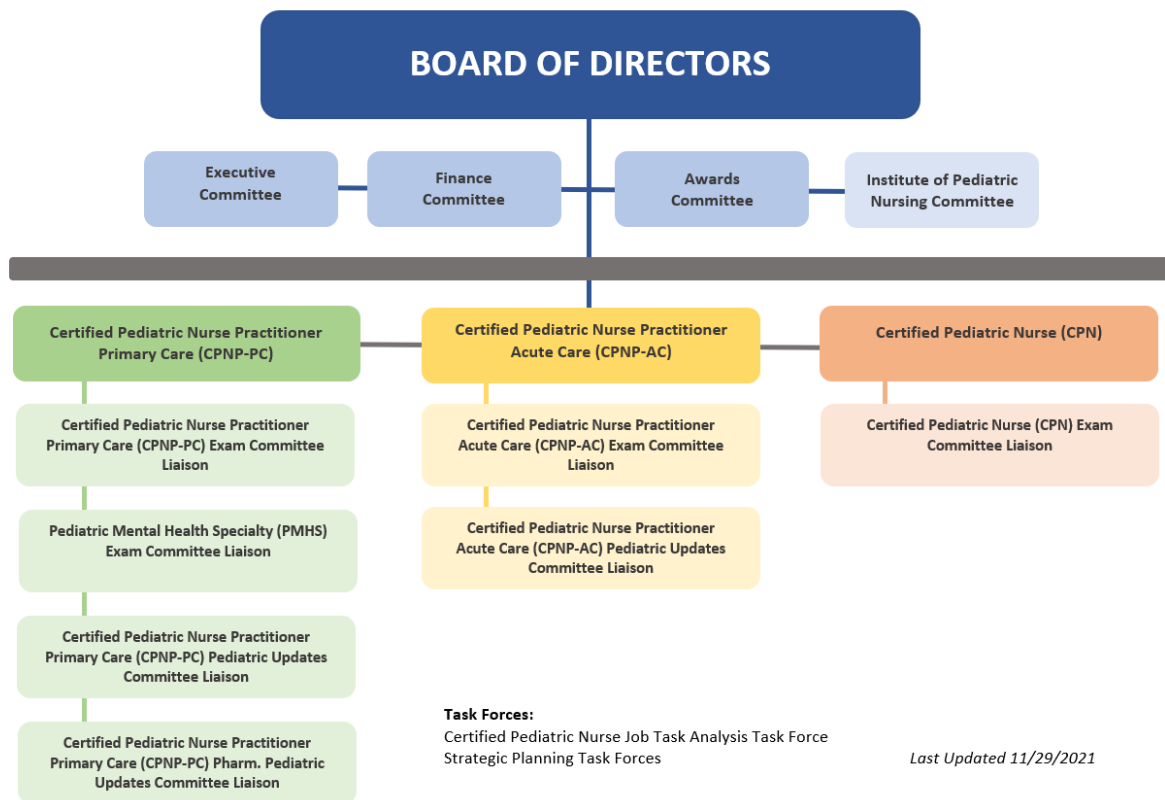 BOARD OF DIRECTORS
Executive
Committee
Finance
Committee
Awards
Committee
Institute of Pediatric
Nursing Committee
Certified Pediatric Nurse Practitioner
Primary Care (CPNP-PC)
Certified Pediatric Nurse Practitioner
Acute Care (CPNP-AC)
Certified Pediatric Nurse (CPN)
Certified Pediatric Nurse Practitioner
Primary Care (CPNP-PC) Exam Committee
Liaison
Certified Pediatric Nurse Practitioner
Acute Care (CPNP-AC) Exam Committee
Liaison
Certified Pediatric Nurse (CPN) Exam
Committee Liaison
Pediatric Mental Health Specialty (PMHS)
Exam Committee Liaison
Certified Pediatric Nurse Practitioner
Acute Care (CPNP-AC) Pediatric Updates
Committee Liaison
Certified Pediatric Nurse Practitioner
Primary Care (CPNP-PC) Pediatric Updates
Committee Liaison
Certified Pediatric Nurse Practitioner
Primary Care (CPNP-PC) Pharm. Pediatric
Updates Committee Liaison
Task Forces:
Certified Pediatric Nurse Job Task Analysis Task Force
Strategic Planning Task Forces
Last Updated 11/29/2021